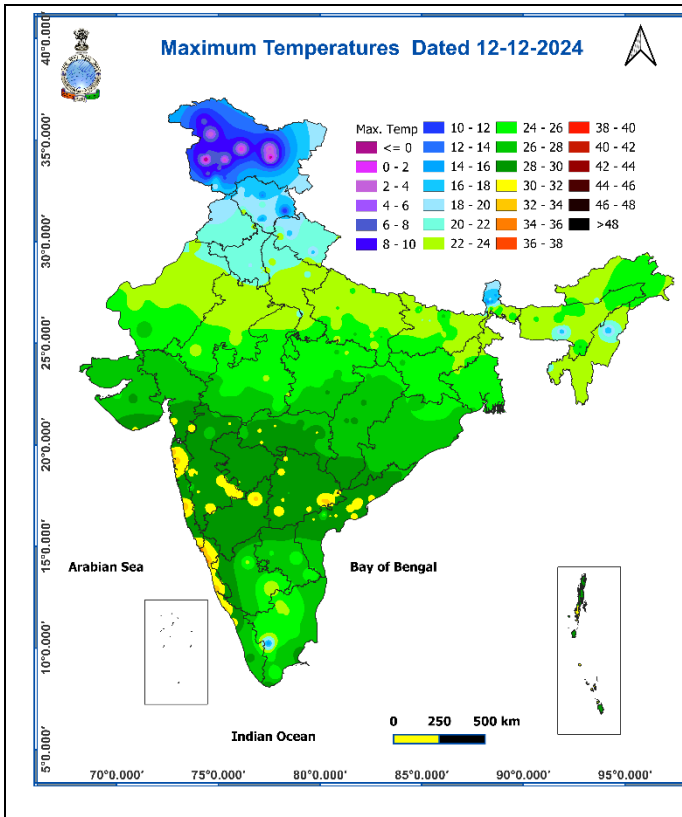 Maximum Temperatures Dated 12-12-2024
Max. Temp
<= 0
0 - 2
2 - 4
4 - 6
6 - 8
8 - 10
10 - 12
12 - 14
14 - 16
16 - 18
18 - 20
20 - 22
22 - 24
24 - 26
26 - 28
28 - 30
30 - 32
32 - 34
34 - 36
36 - 38
38 - 40
40 - 42
42 - 44
44 - 46
46 - 48
>48
40°0.000'
35°0.000'
30°0.000'
25°0.000'
20°0.000'
15°0.000'
10°0.000'
5°0.000'
Arabian Sea
Bay of Bengal
Indian Ocean
0 250 500 km
70°0.000' 75°0.000' 80°0.000' 85°0.000' 90°0.000' 95°0.000'